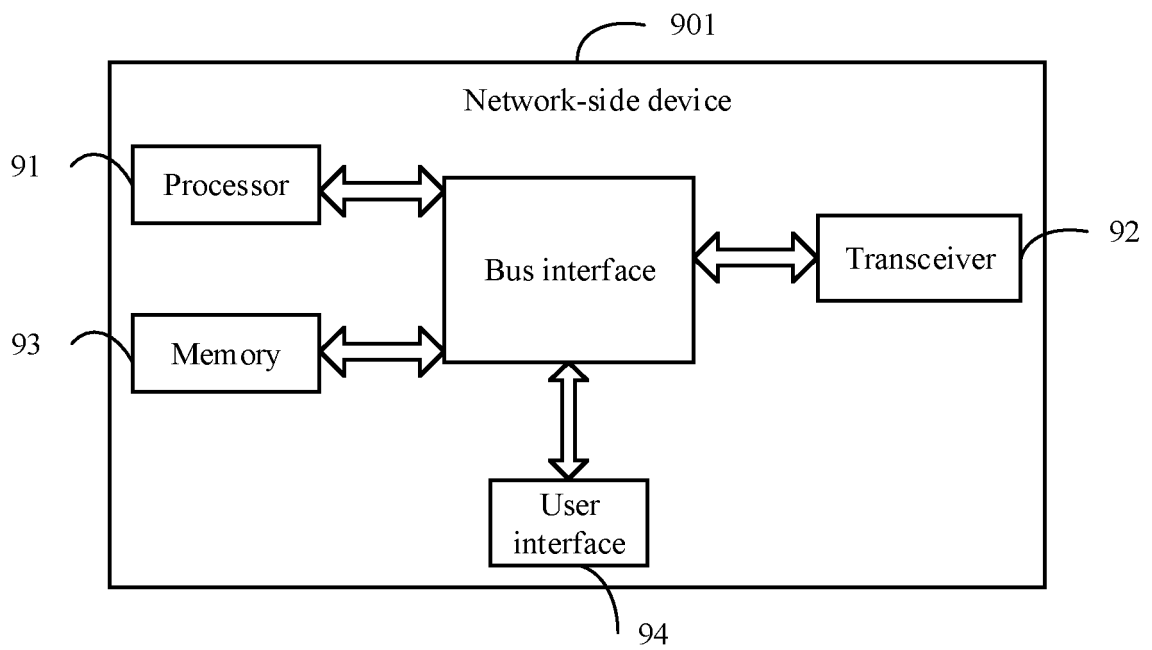 901
Network-side device
91
Processor
Bus interface
Transceiver
92
93
Memory
User
interface
94